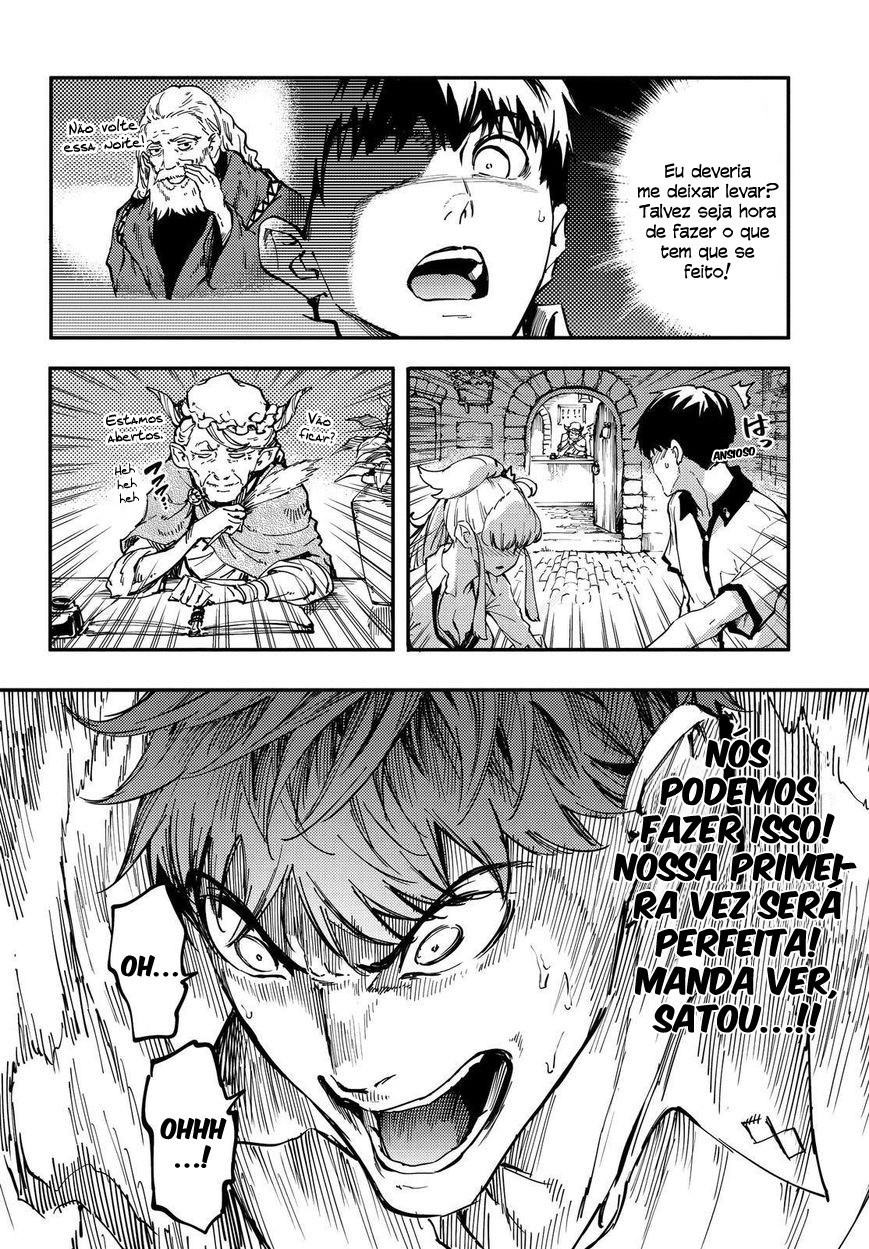 Não volte
essa noite!
Eu deveria
me deixar levar?
Talvez seja hora
de fazer o que
tem que se
feito!
Estamos
abertos.
Vão
ficar?
Heh
heh
heh
はっ
ANSIOSO
NÓS
PODEMOS
FAZER ISSO!
NOSSA PRIMEI-
RA VEZ SERÁ
PERFEITA!
MANDA VER,
SATOU...!!
OH...
OHHH
...!